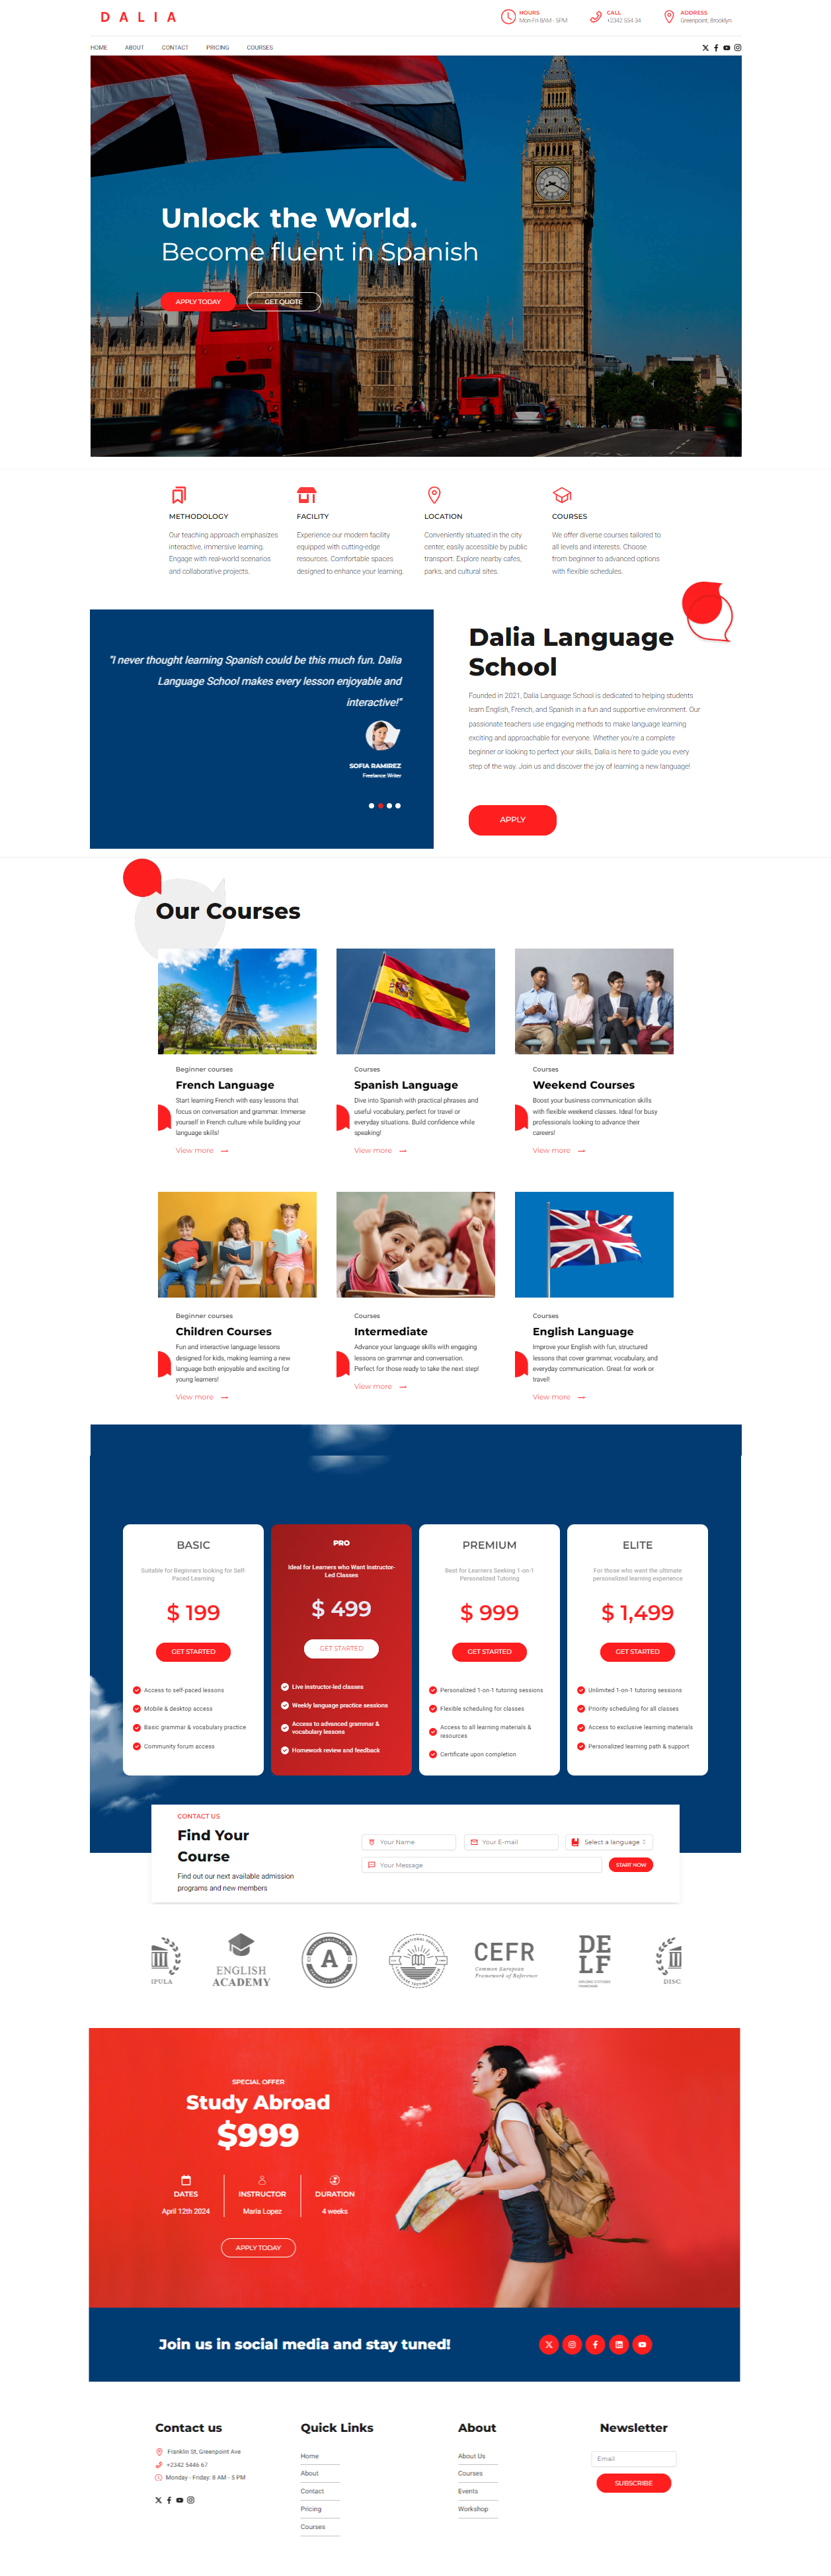 DALIA
HOURS
Mon-Fri 8AM - 5PM
CALL
+2342 554 34
ADDRESS
Greenpoint, Brooklyn
HOME ABOUT CONTACT PRICING COURSES
Unlock the World.
Become fluent in Spanish
APPLY TODAY GET QUOTE
METHODOLOGY
Our teaching approach emphasizes
interactive, immersive learning.
Engage with real-world scenarios
and collaborative projects.
FACILITY
Experience our modern facility
equipped with cutting-edge
resources. Comfortable spaces
designed to enhance your learning.
LOCATION
Conveniently situated in the city
center, easily accessible by public
transport. Explore nearby cafes,
parks, and cultural sites.
COURSES
We offer diverse courses tailored to
all levels and interests. Choose
from beginner to advanced options
with flexible schedules.
"I never thought learning Spanish could be this much fun. Dalia
Language School makes every lesson enjoyable and
interactive!"
SOFIA RAMIREZ
Freelance Writer
Dalia Language
School
Founded in 2021, Dalia Language School is dedicated to helping students
learn English, French, and Spanish in a fun and supportive environment. Our
passionate teachers use engaging methods to make language learning
exciting and approachable for everyone. Whether you're a complete
beginner or looking to perfect your skills, Dalia is here to guide you every
step of the way. Join us and discover the joy of learning a new language!
APPLY
Our Courses
Beginner courses
French Language
Start learning French with easy lessons that
focus on conversation and grammar. Immerse
yourself in French culture while building your
language skills!
View more
Courses
Spanish Language
Dive into Spanish with practical phrases and
useful vocabulary, perfect for travel or
everyday situations. Build confidence while
speaking!
View more
Courses
Weekend Courses
Boost your business communication skills
with flexible weekend classes. Ideal for busy
professionals looking to advance their
careers!
View more
Beginner courses
Children Courses
Fun and interactive language lessons
designed for kids, making learning a new
language both enjoyable and exciting for
young learners!
View more
Courses
Intermediate
Advance your language skills with engaging
lessons on grammar and conversation.
Perfect for those ready to take the next step!
View more
Courses
English Language
Improve your English with fun, structured
lessons that cover grammar, vocabulary, and
everyday communication. Great for work or
travel!
View more
BASIC
Suitable for Beginners looking for Self-
Paced Learning
$ 199
GET STARTED
Access to self-paced lessons
Mobile & desktop access
Basic grammar & vocabulary practice
Community forum access
PRO
Ideal for Learners who Want Instructor-
Led Classes
$ 499
GET STARTED
Live instructor-led classes
Weekly language practice sessions
Access to advanced grammar &
vocabulary lessons
Homework review and feedback
PREMIUM
Best for Learners Seeking 1-on-1
Personalized Tutoring
$ 999
GET STARTED
Personalized 1-on-1 tutoring sessions
Flexible scheduling for classes
Access to all learning materials &
resources
Certificate upon completion
ELITE
For those who want the ultimate
personalized learning experience
$ 1,499
GET STARTED
Unlimited 1-on-1 tutoring sessions
Priority scheduling for all classes
Access to exclusive learning materials
Personalized learning path & support
CONTACT US
Find Your
Course
Find out our next available admission
programs and new members
Your Name
Your E-mail
Select a language
Your Message
START NOW
IPULA
ENGLISH
ACADEMY
A
CEFR
Common European
Framework of Reference
DE
LF
DISC
SPECIAL OFFER
Study Abroad
$999
DATES
April 12th 2024
INSTRUCTOR
Maria Lopez
DURATION
4 weeks
APPLY TODAY
Join us in social media and stay tuned!
Contact us
Franklin St, Greenpoint Ave
+2342 5446 67
Monday - Friday: 8 AM - 5 PM
Quick Links
Home
About
Contact
Pricing
Courses
About
About Us
Courses
Events
Workshop
Newsletter
Email
SUBSCRIBE